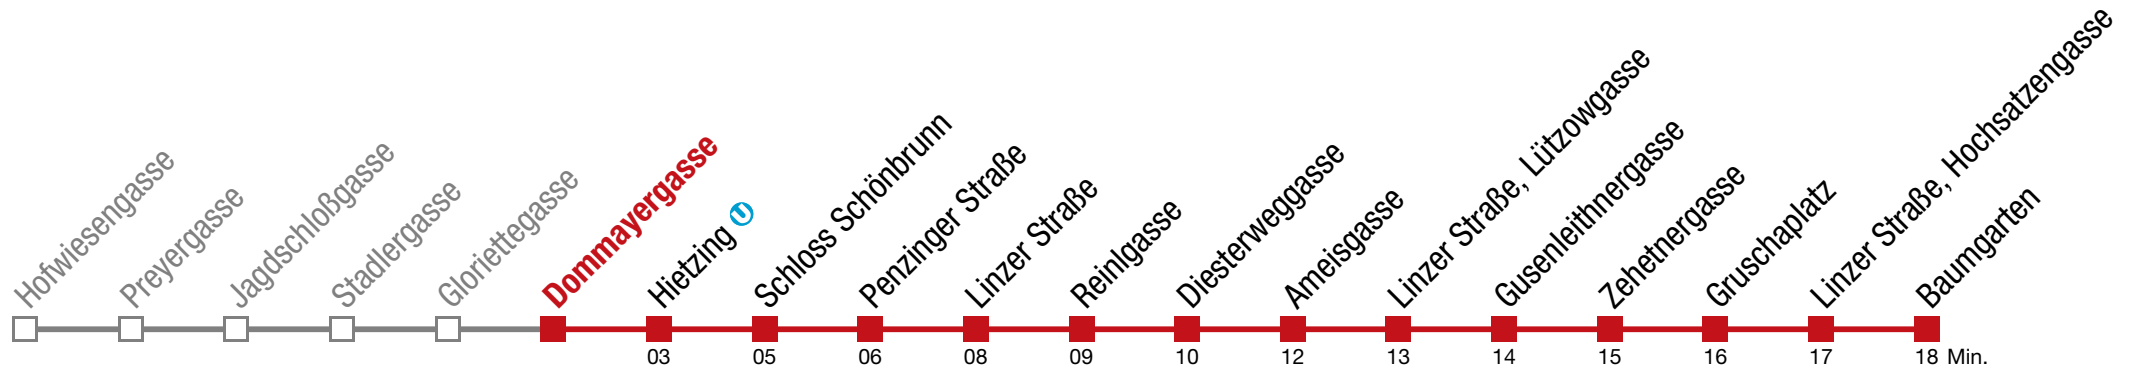 Hofwiesengasse
Preyergasse
Jagdschloßgasse
Stadlergasse
Gloriettegasse
Dommayergasse
Hietzing U
Schloss Schönbrunn
Penzinger Straße
Linzer Straße
Reinlgasse
Diesterweggasse
Ameisgasse
Linzer Straße, Lützowgasse
Gusenleithnergasse
Zehetnergasse
Gruschaplatz
Linzer Straße, Hochsatzengasse
Baumgarten
03 05 06 08 09 10 12 13 14 15 16 17 18 Min.